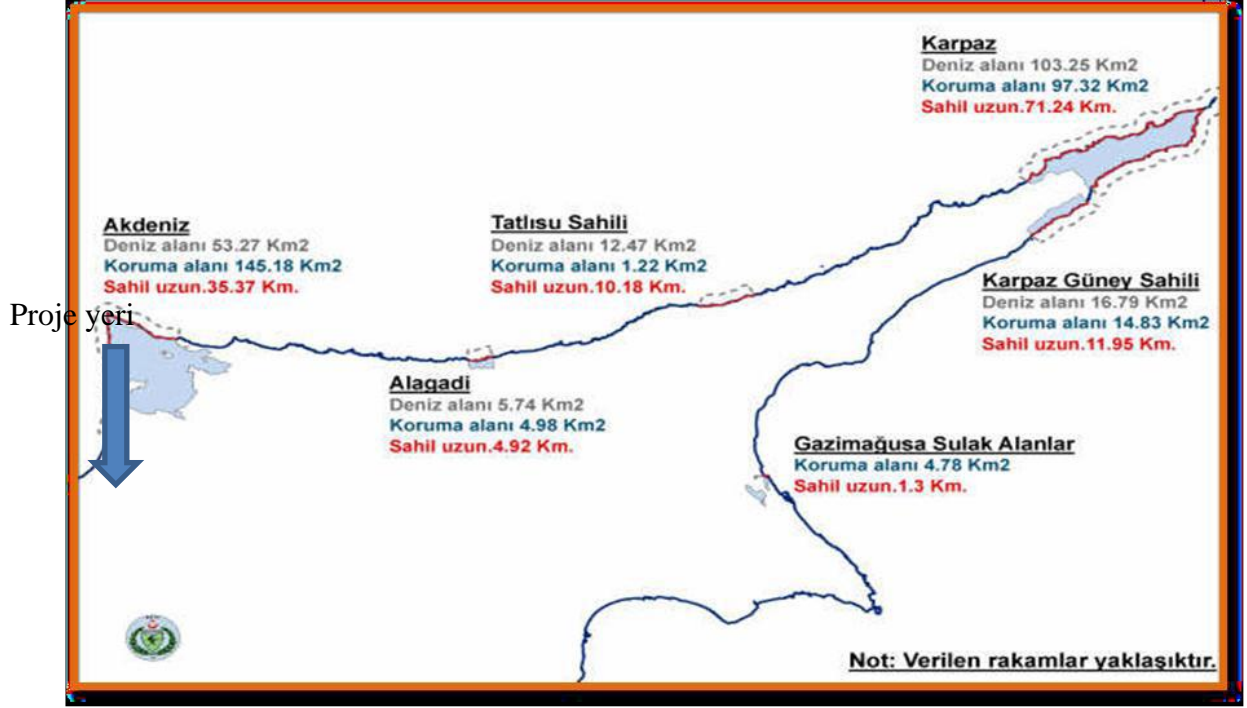 Karpaz
Deniz alanı 103.25 Km2
Koruma alanı 97.32 Km2
Sahil uzun.71.24 Km.
Akdeniz
Deniz alanı 53.27 Km2
Koruma alanı 145.18 Km2
Sahil uzun.35.37 Km.
Tatlısu Sahili
Deniz alanı 12.47 Km2
Koruma alanı 1.22 Km2
Sahil uzun.10.18 Km.
Karpaz Güney Sahili
Deniz alanı 16.79 Km2
Koruma alanı 14.83 Km2
Sahil uzun.11.95 Km.
Proje yeri
Alagadi
Deniz alanı 5.74 Km2
Koruma alanı 4.98 Km2
Sahil uzun.4.92 Km.
Gazimağusa Sulak Alanlar
Koruma alanı 4.78 Km2
Sahil uzun.1.3 Km.
Not: Verilen rakamlar yaklaşıktır.